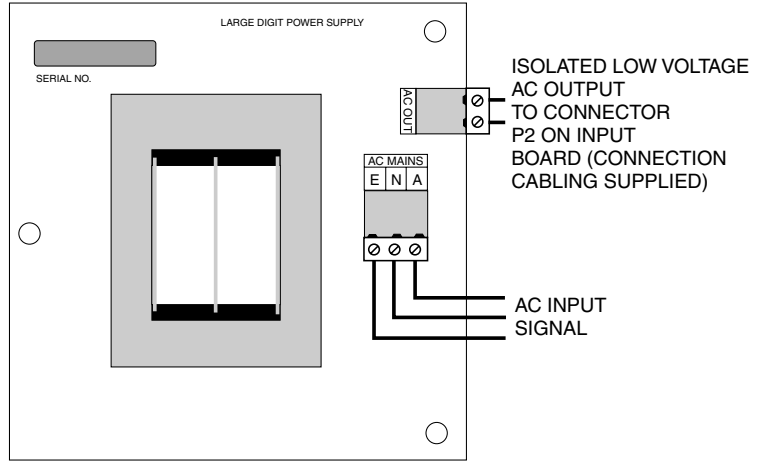 LARGE DIGIT POWER SUPPLY
SERIAL NO.
AC OUT
ISOLATED LOW VOLTAGE
AC OUTPUT
TO CONNECTOR
P2 ON INPUT
BOARD (CONNECTION
CABLING SUPPLIED)
AC MAINS
E N A
AC INPUT
SIGNAL